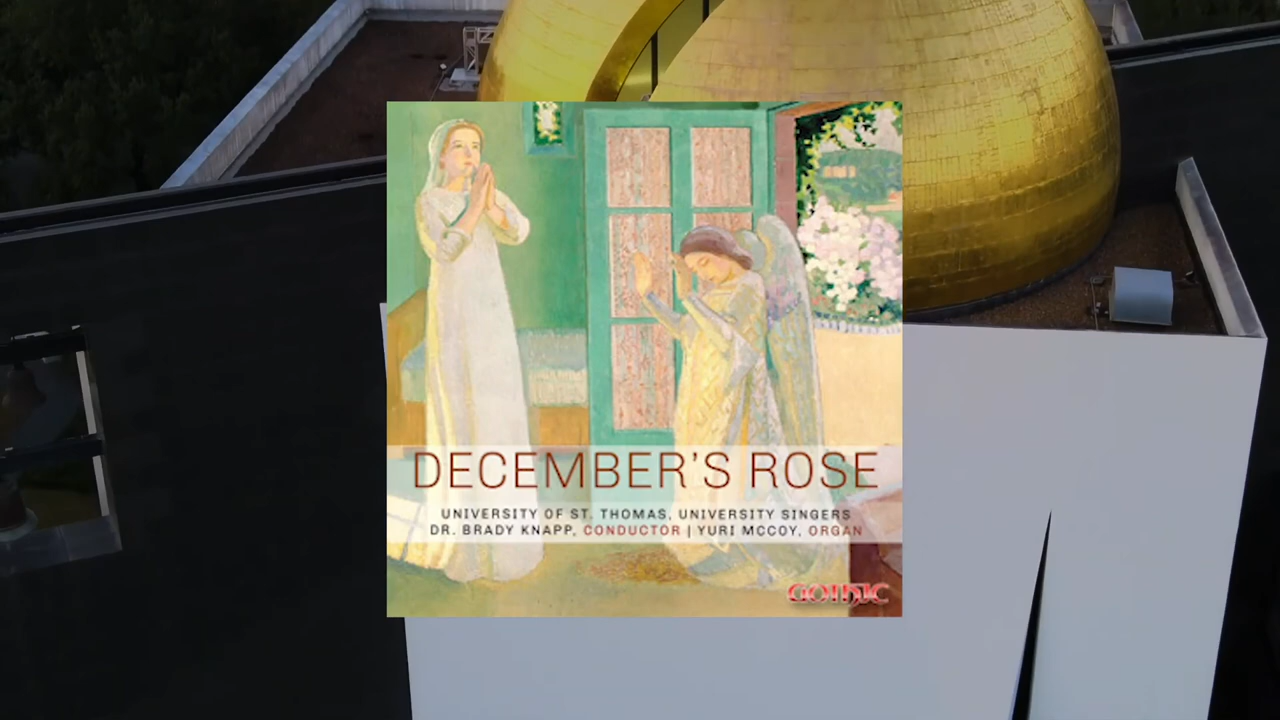 DECEMBER'S ROSE
UNIVERSITY OF ST. THOMAS, UNIVERSITY SINGERS
DR. BRADY KNAPP, CONDUCTOR | YURI MCCOY, ORGAN
GOTHIC